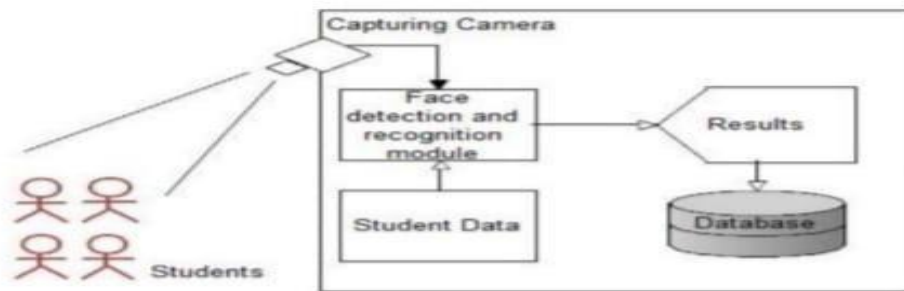 Capturing Camera
Face
detection and
recognition
module
Results
Student Data
Database
Students